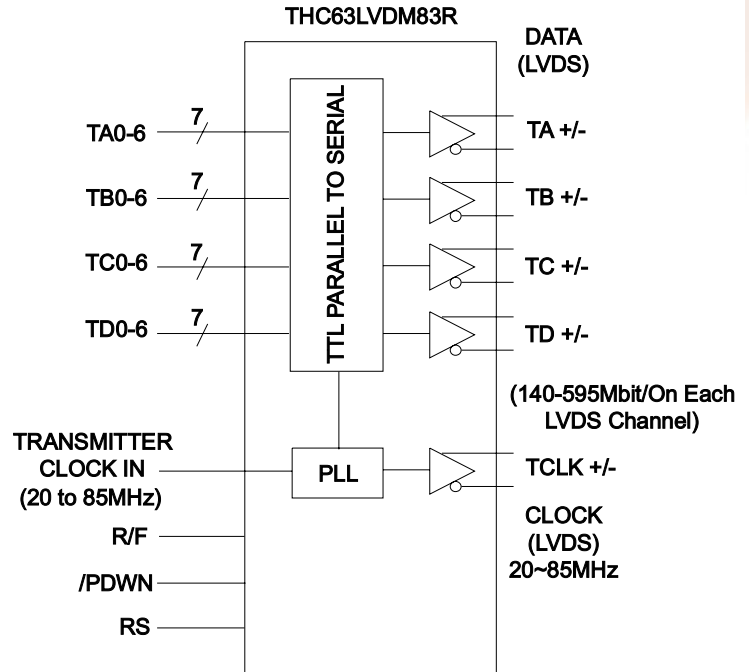 THC63LVDM83R
DATA
(LVDS)
7
TA0-6
TA +/-
7
TB0-6
TB +/-
7
TC0-6
TC +/-
7
TD0-6
TD +/-
TTL PARALLEL TO SERIAL
(140-595Mbit/On Each
LVDS Channel)
TRANSMITTER
CLOCK IN
(20 to 85MHz)
PLL
TCLK +/-
CLOCK
(LVDS)
20~85MHz
R/F
/PDWN
RS